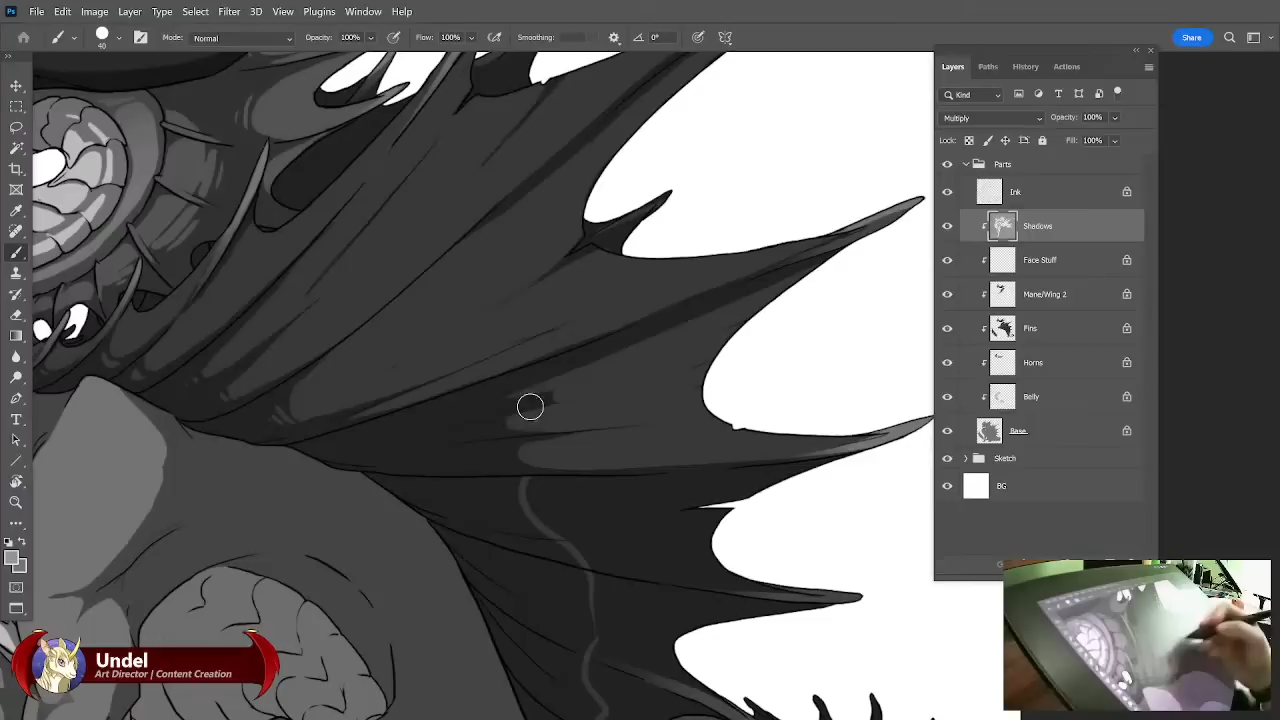 Ps File Edit Image Layer Type Select Filter 3D View Plugins Window Help
40 Mode: Normal Opacity: 100% Flow: 100% Smoothing: 0° Share
Layers Paths History Actions
Kind
Multiply Opacity: 100%
Lock: Fill: 100%
Parts
Ink
Shadows
Face Stuff
Mane/Wing 2
Fins
Horns
Belly
Base
Sketch
BG
Undel
Art Director | Content Creation